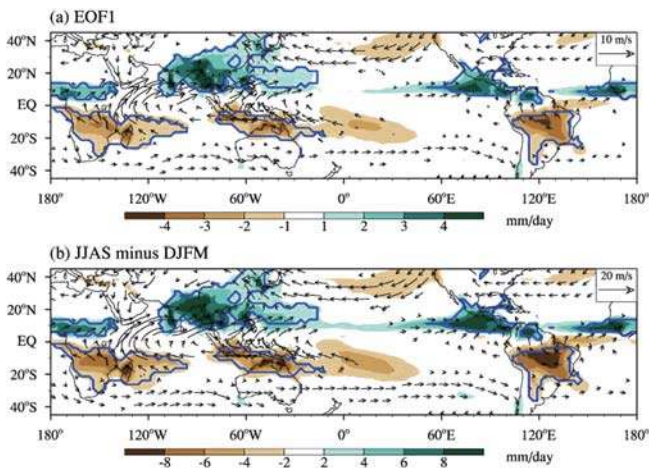 (a) EOF1
40°N
20°N
EQ
20°S
40°S
10 m/s
180° 120°W 60°W 0° 60°E 120°E 180°
-4 -3 -2 -1 1 2 3 4 mm/day
(b) JJAS minus DJFM
40°N
20°N
EQ
20°S
40°S
20 m/s
180° 120°W 60°W 0° 60°E 120°E 180°
-8 -6 -4 -2 2 4 6 8 mm/day